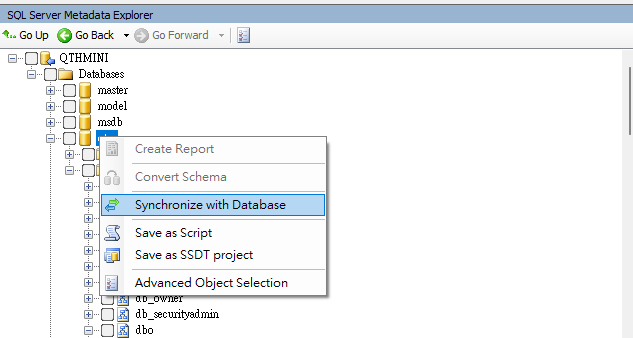 SQL Server Metadata Explorer
Go Up Go Back Go Forward
QTHMINI
Databases
master
model
msdb
Create Report
Convert Schema
Synchronize with Database
Save as Script
Save as SSDT project
Advanced Object Selection
db_owner
db_securityadmin
dbo